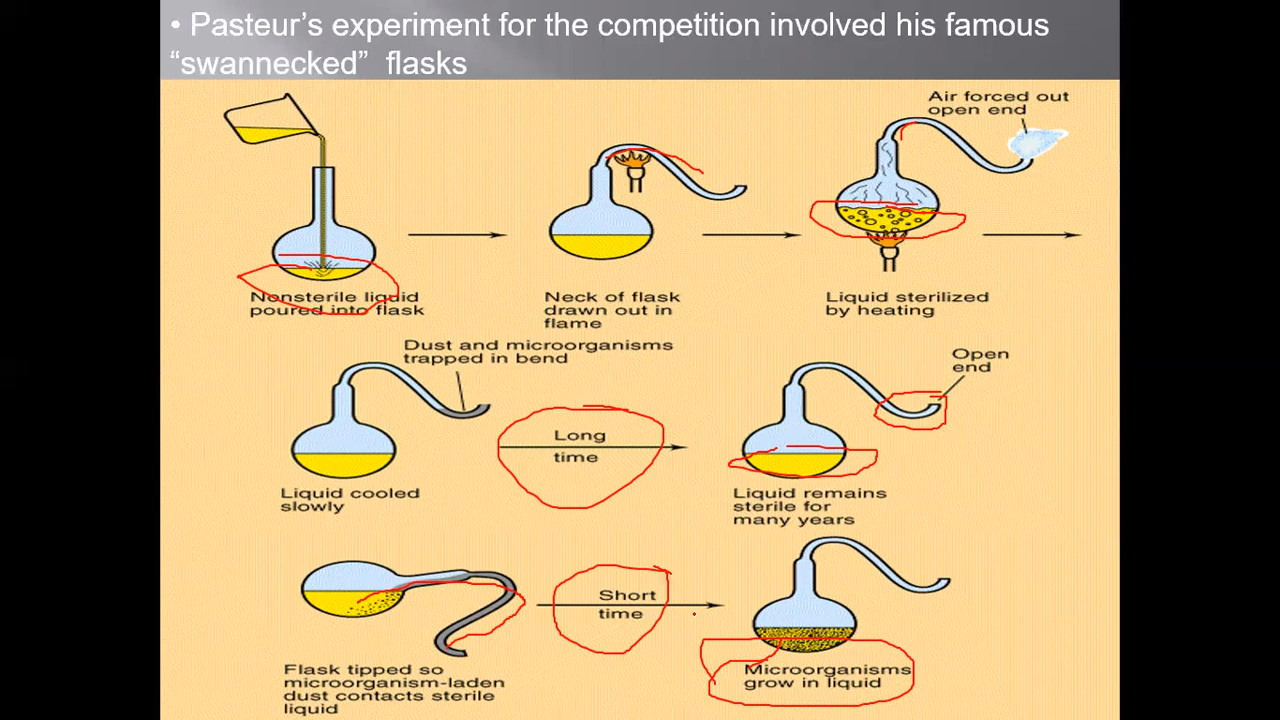 • Pasteur’s experiment for the competition involved his famous
“swannecked” flasks
Air forced out
open end
Nonsterile liquid
poured into flask
Neck of flask
drawn out in
flame
Liquid sterilized
by heating
Dust and microorganisms
trapped in bend
Open
end
Long
time
Liquid cooled
slowly
Liquid remains
sterile for
many years
Short
time
Flask tipped so
microorganism-laden
dust contacts sterile
liquid
Microorganisms
grow in liquid